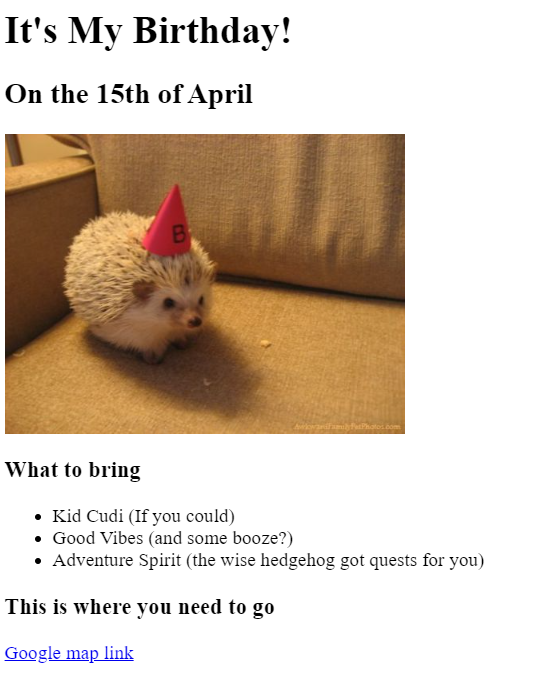 It's My Birthday!
On the 15th of April
B
AwkwardFamilyPetPhotos.com
What to bring
Kid Cudi (If you could)
Good Vibes (and some booze?)
Adventure Spirit (the wise hedgehog got quests for you)
This is where you need to go
Google map link